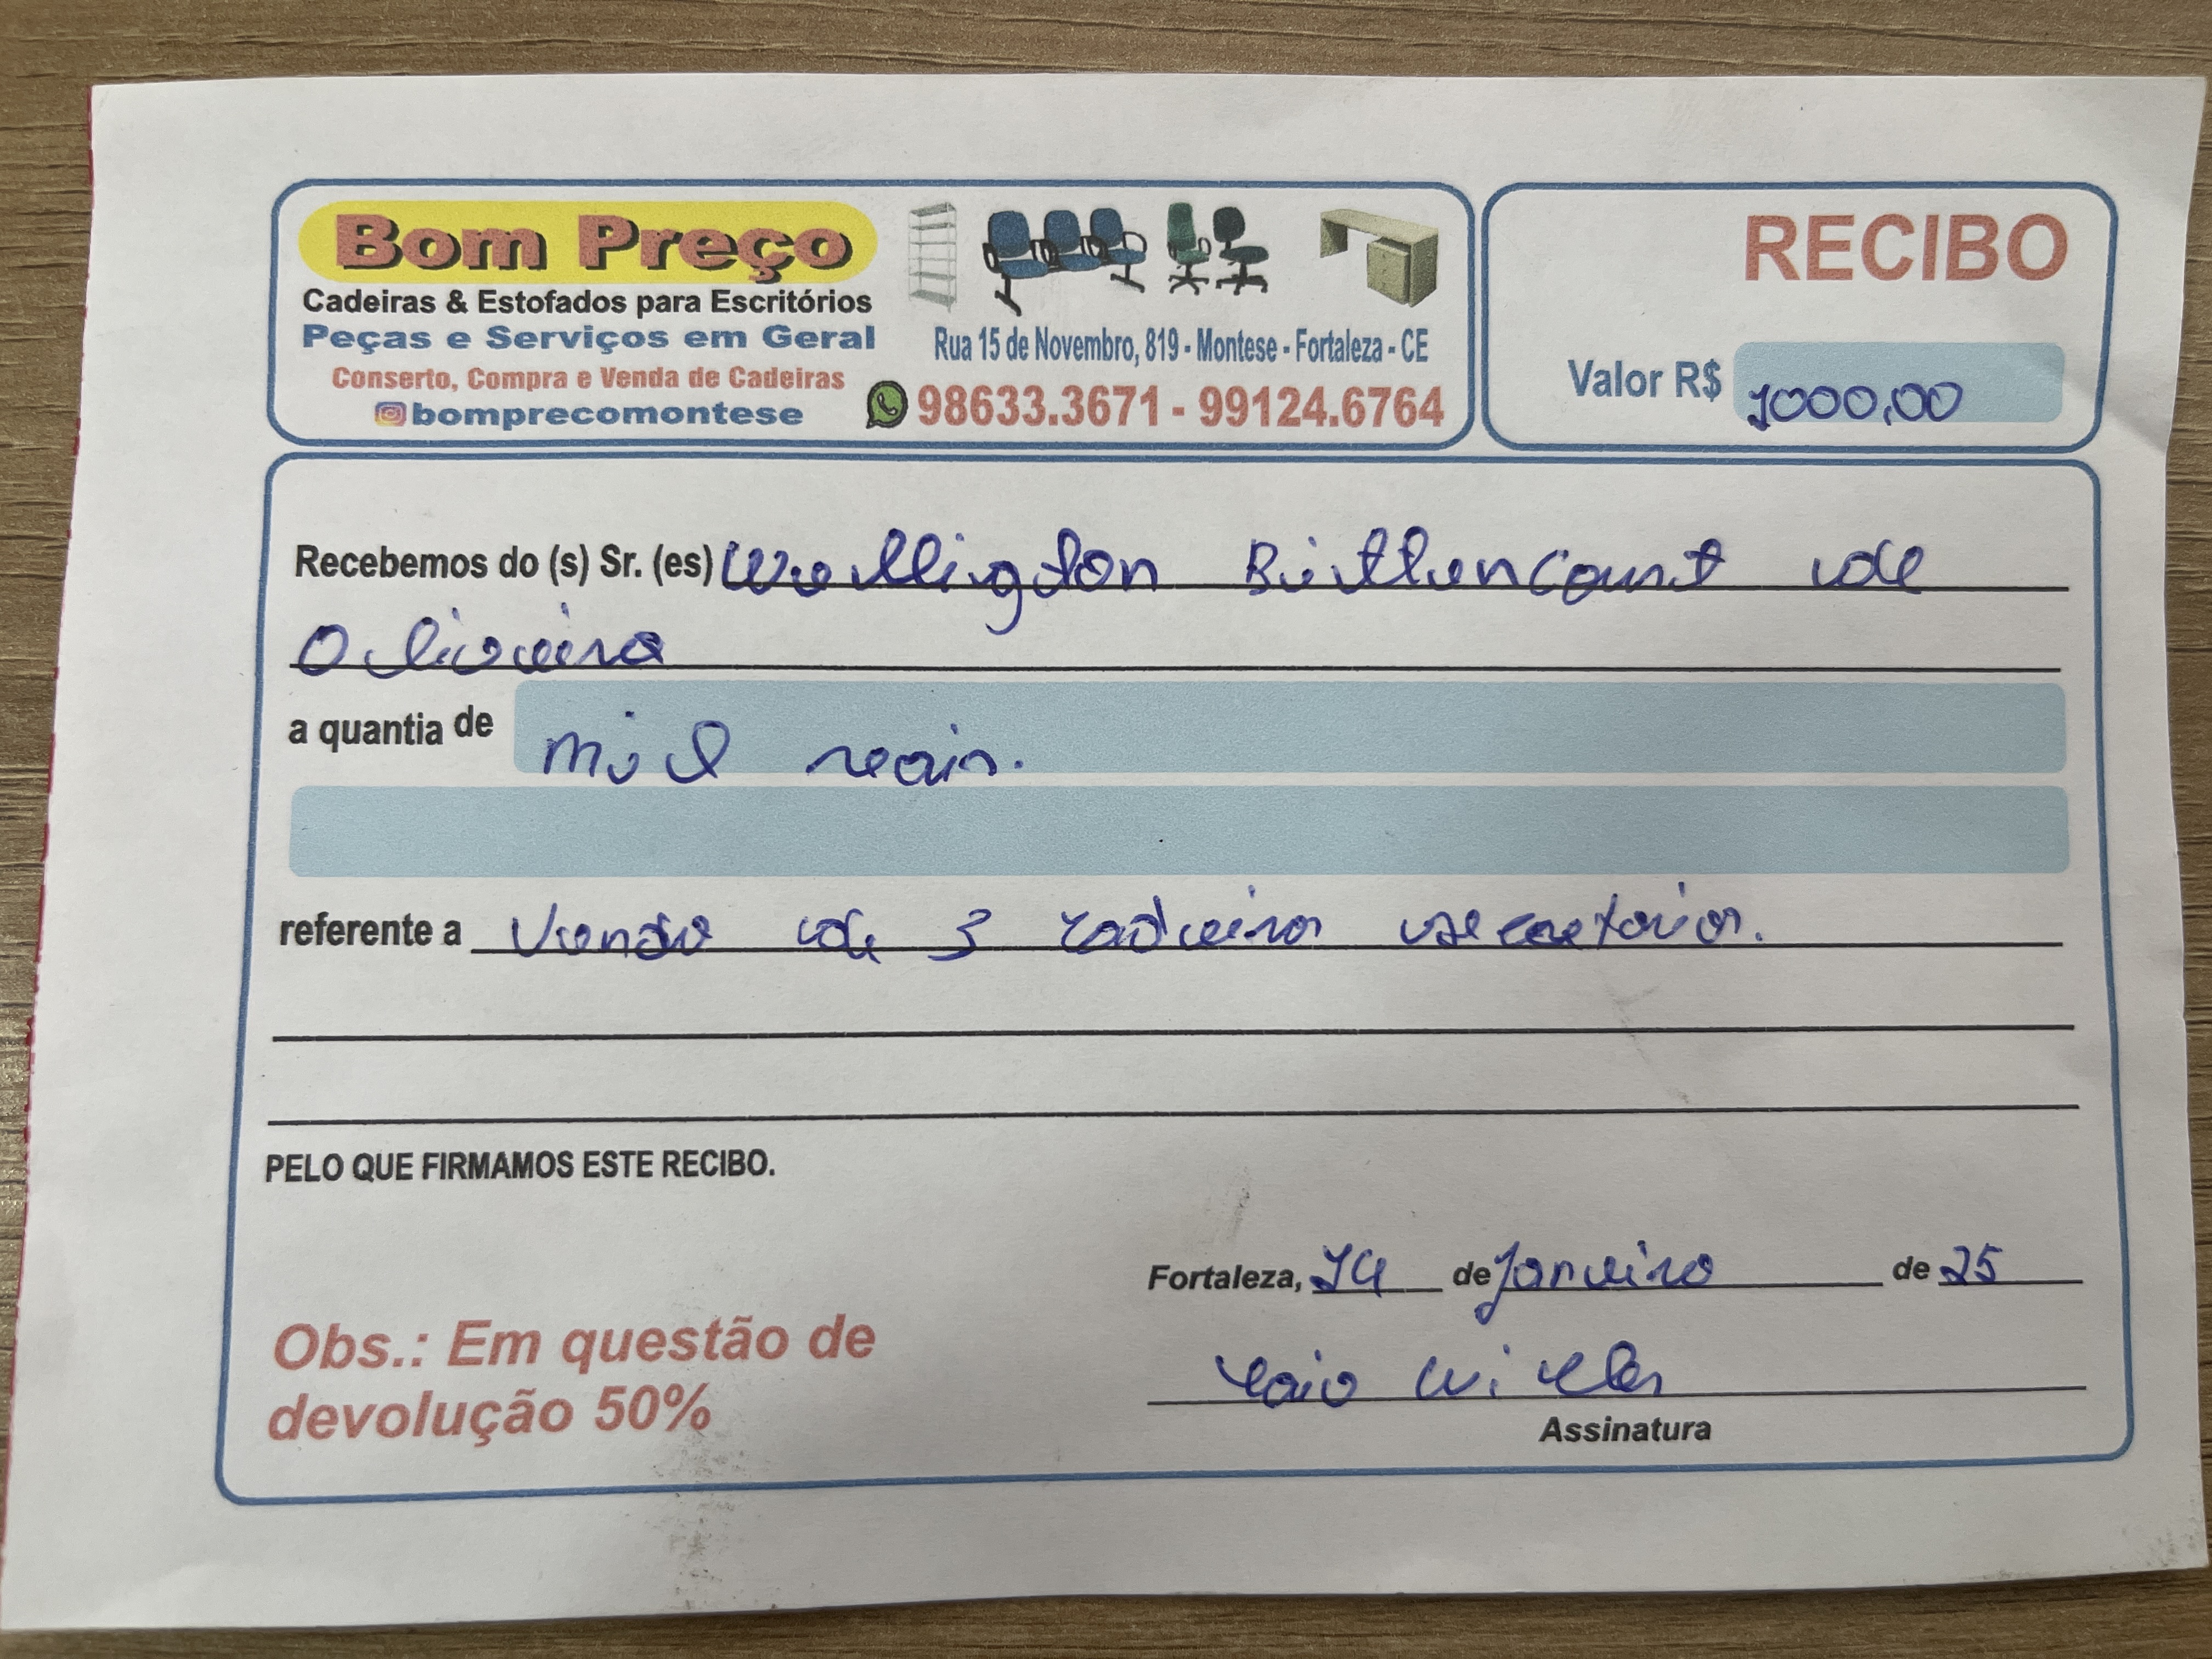 Bom Preço
Cadeiras & Estofados para Escritórios
Peças e Serviços em Geral
Conserto, Compra e Venda de Cadeiras
bomprecomontese
Rua 15 de Novembro, 819 - Montese - Fortaleza - CE
98633.3671 - 99124.6764
RECIBO
Valor R$ 1000,00
Recebemos do (s) Sr. (es) Wellington Bittencourt de
Oliveira
a quantia de mil reais.
referente a Venda de 3 cadeiras
PELO QUE FIRMAMOS ESTE RECIBO.
Fortaleza, 14 de Janeiro de 25
Caio
Assinatura
Obs.: Em questão de
devolução 50%